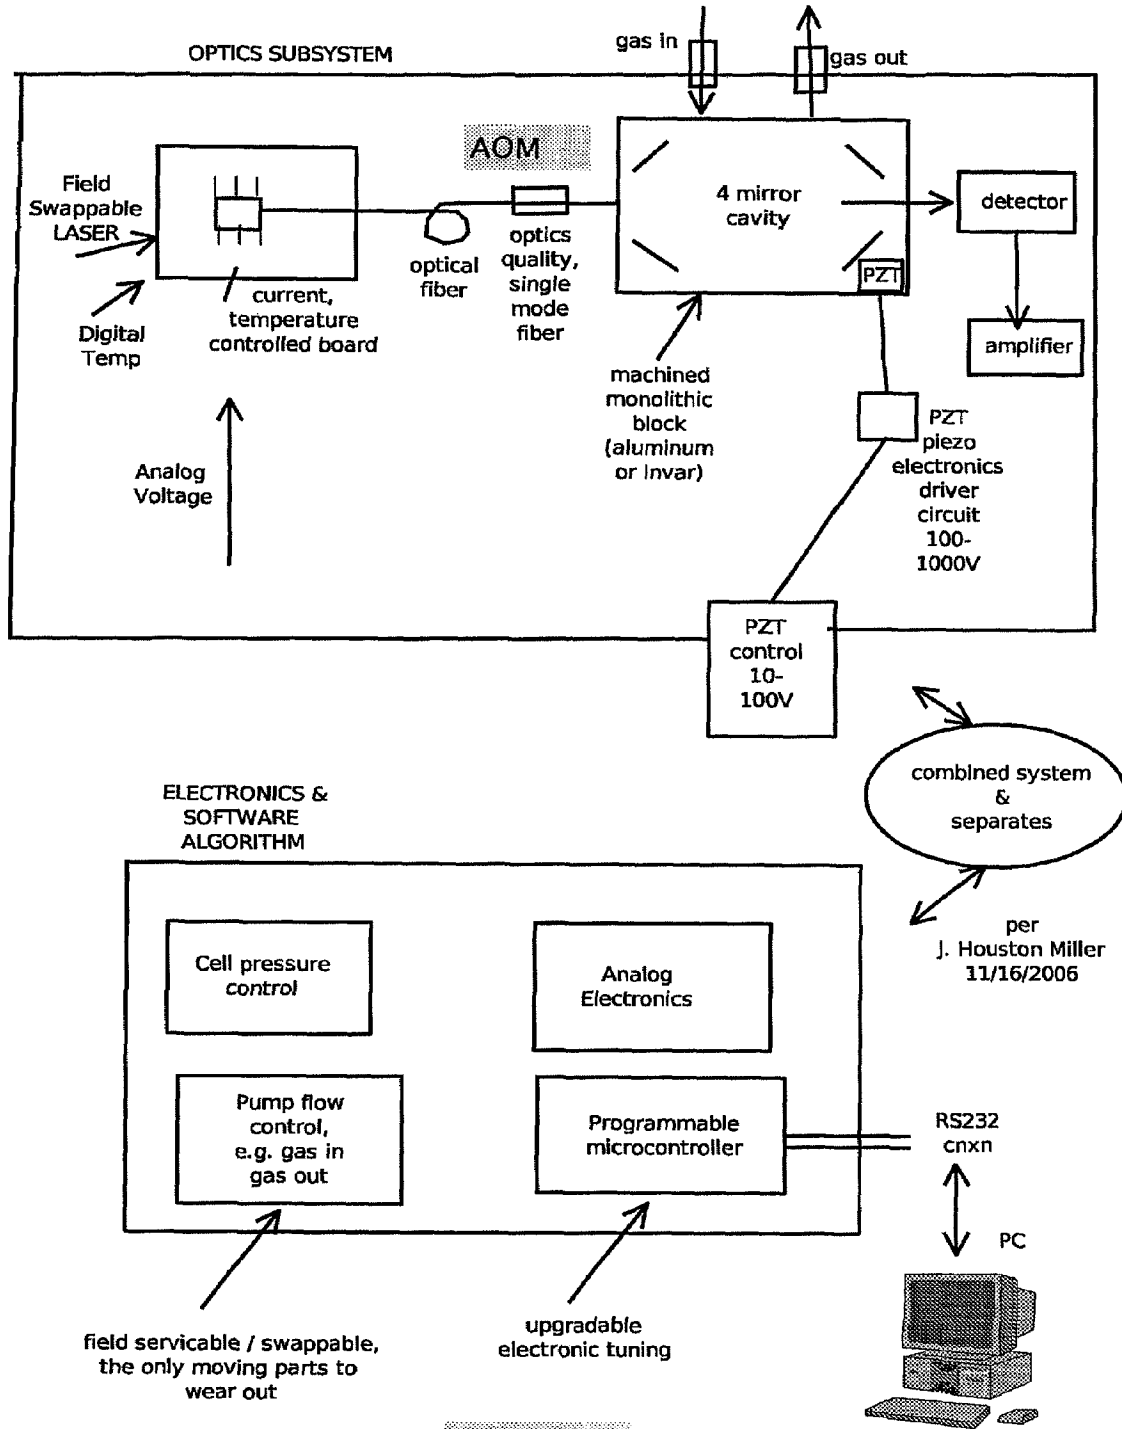 OPTICS SUBSYSTEM
gas in
gas out
AOM
Field
Swappable
LASER
4 mirror
cavity
detector
optical
fiber
optics
quality,
single
mode
fiber
PZT
current,
temperature
controlled board
Digital
Temp
amplifier
machined
monolithic
block
(aluminum
or Invar)
PZT
piezo
electronics
driver
circuit
100-
1000V
Analog
Voltage
PZT
control
10-
100V
combined system
&
separates
ELECTRONICS &
SOFTWARE
ALGORITHM
per
J. Houston Miller
11/16/2006
Cell pressure
control
Analog
Electronics
Pump flow
control,
e.g. gas in
gas out
Programmable
microcontroller
RS232
cnxn
PC
field servicable / swappable,
the only moving parts to
wear out
upgradable
electronic tuning